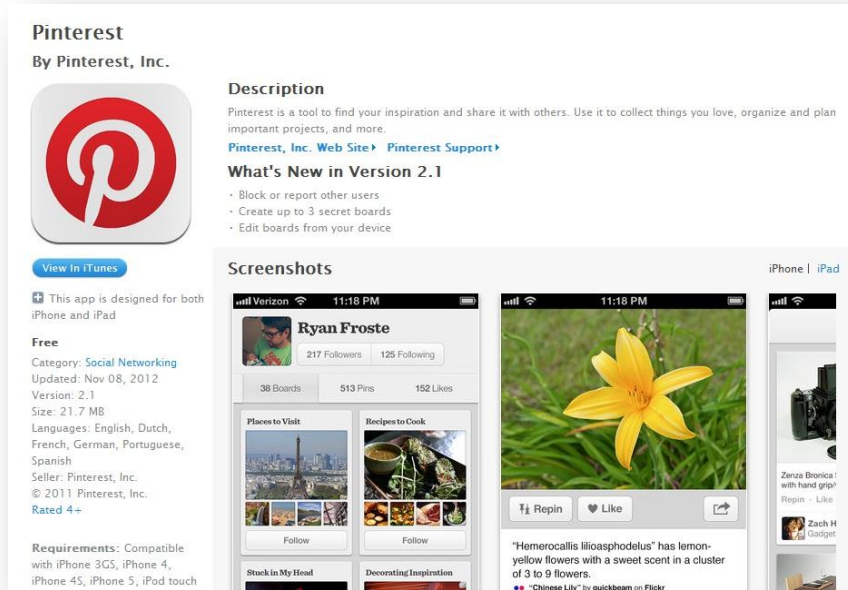 Pinterest
By Pinterest, Inc.
Description
Pinterest is a tool to find your inspiration and share it with others. Use it to collect things you love, organize and plan
important projects, and more.
Pinterest, Inc. Web Site Pinterest Support
What's New in Version 2.1
· Block or report other users
· Create up to 3 secret boards
· Edit boards from your device
View In iTunes
This app is designed for both
iPhone and iPad
Free
Category: Social Networking
Updated: Nov 08, 2012
Version: 2.1
Size: 21.7 MB
Languages: English, Dutch,
French, German, Portuguese,
Spanish
Seller: Pinterest, Inc.
© 2011 Pinterest, Inc.
Rated 4+
Requirements: Compatible
with iPhone 3GS, iPhone 4,
iPhone 4S, iPhone 5, iPod touch
Screenshots
iPhone | iPad
Verizon 11:18 PM
Ryan Froste
217 Followers 125 Following
38 Boards 513 Pins 152 Likes
Places to Visit Recipes to Cook
Follow Follow
Stuck in My Head Decorating Inspiration
11:18 PM
Repin Like
"Hemerocallis lilioasphodelus" has lemon-
yellow flowers with a sweet scent in a cluster
of 3 to 9 flowers.
"Chinese Lily" by quickbeam on Flickr
Zenza Bronica
with hand grip
Repin · Like
Zach H
Gadget